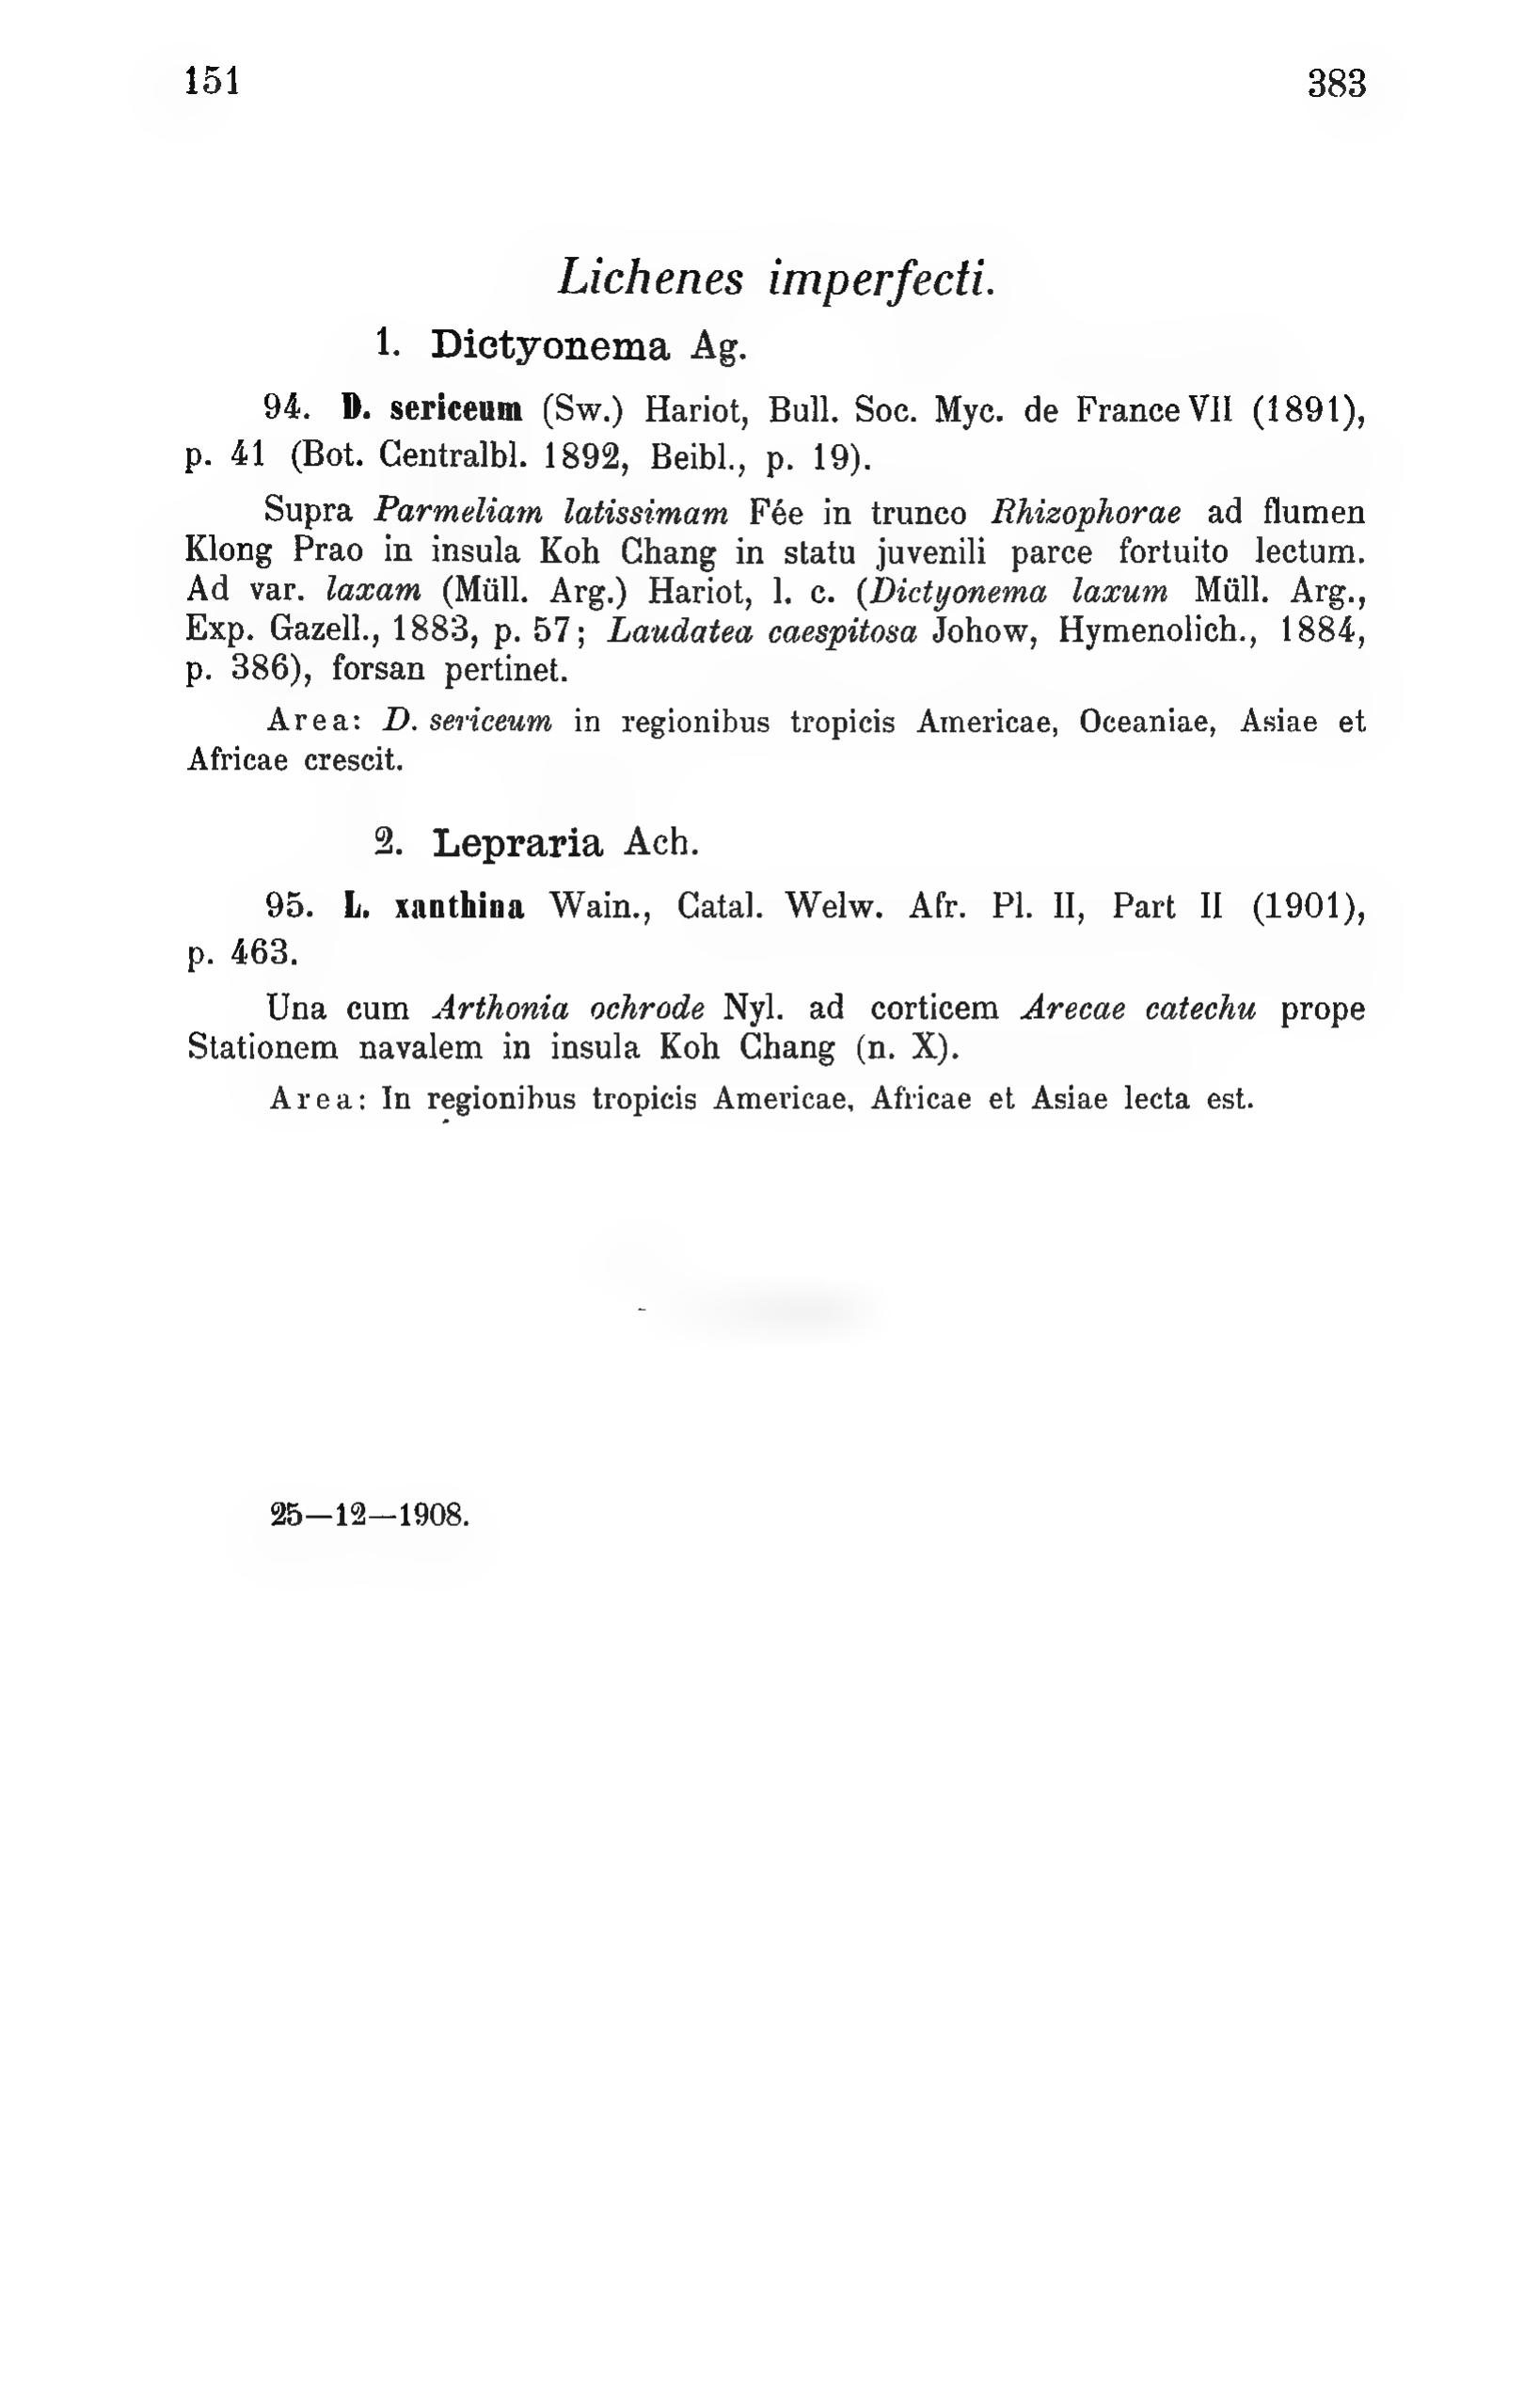 151 383
Lichenes imperfecti.
1. Dictyonema Ag.
94. D. sericeum (Sw.) Hariot, Bull. Soc. Myc. de France VII (1891),
p. 41 (Bot. Centralbl. 1892, Beibl., p. 19).
Supra Parmeliam latissimam Fée in trunco Rhizophorae ad flumen
Klong Prao in insula Koh Chang in statu juvenili parce fortuito lectum.
Ad var. laxam (Müll. Arg.) Hariot, l. c. (Dictyonema laxum Müll. Arg.,
Exp. Gazell., 1883, p. 57; Laudatea caespitosa Johow, Hymenolich., 1884,
p. 386), forsan pertinet.
Area: D. sericeum in regionibus tropicis Americae, Oceaniae, Asiae et
Africae crescit.
2. Lepraria Ach.
95. L. xanthina Wain., Catal. Welw. Afr. Pl. II, Part II (1901),
p. 463.
Una cum Arthonia ochrode Nyl. ad corticem Arecae catechu prope
Stationem navalem in insula Koh Chang (n. X).
Area: In regionibus tropicis Americae, Africae et Asiae lecta est.
25—12—1908.